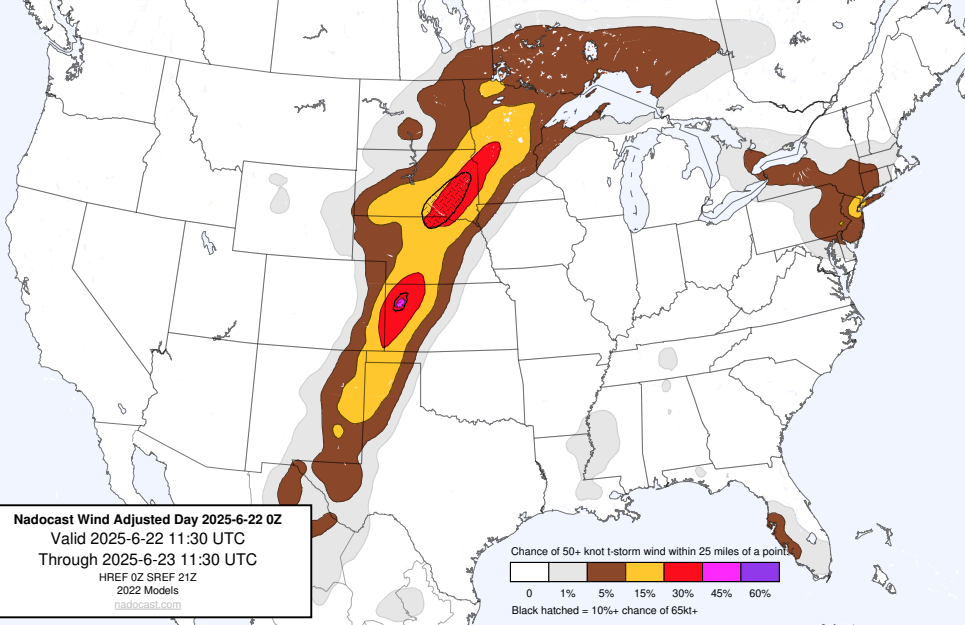 Nadocast Wind Adjusted Day 2025-6-22 0Z
Valid 2025-6-22 11:30 UTC
Through 2025-6-23 11:30 UTC
HREF 0Z SREF 21Z
2022 Models
nadocast.com
Chance of 50+ knot t-storm wind within 25 miles of a point.
0 1% 5% 15% 30% 45% 60%
Black hatched = 10%+ chance of 65kt+